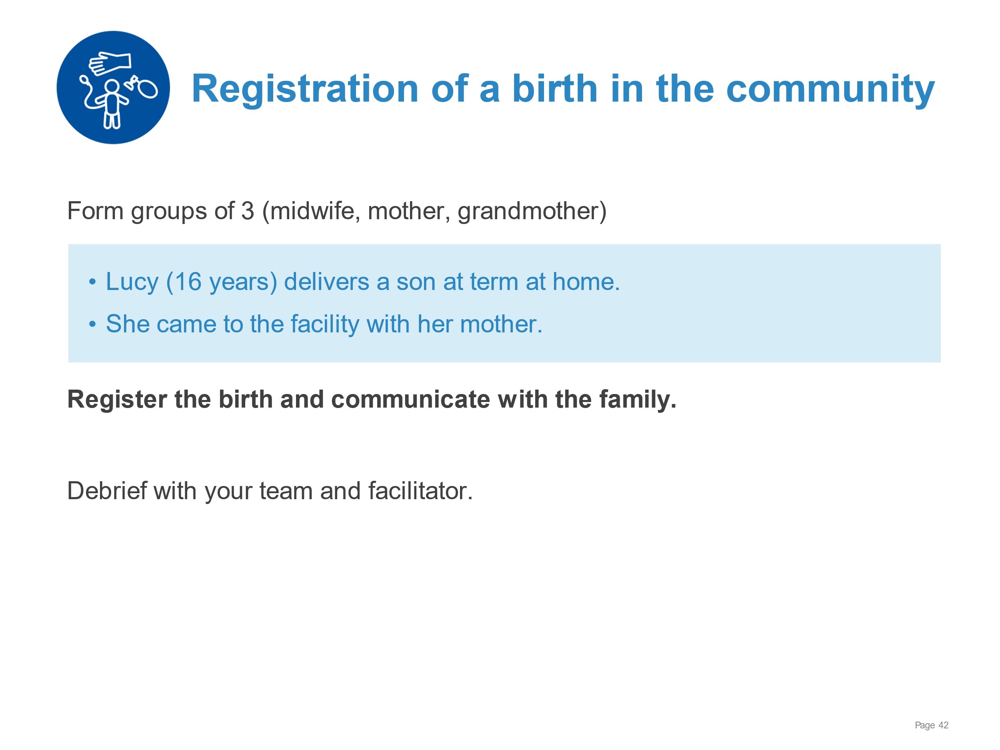 Registration of a birth in the community
Form groups of 3 (midwife, mother, grandmother)
• Lucy (16 years) delivers a son at term at home.
• She came to the facility with her mother.
Register the birth and communicate with the family.
Debrief with your team and facilitator.
Page 42